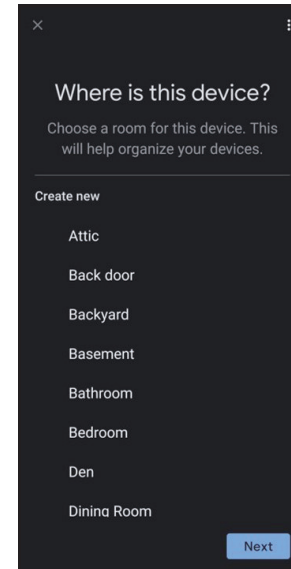 Where is this device?
Choose a room for this device. This
will help organize your devices.
Create new
Attic
Back door
Backyard
Basement
Bathroom
Bedroom
Den
Dining Room
Next